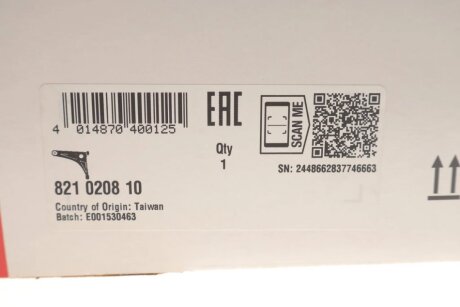 4 014870 400125
EAC
SCAN ME
Qty
1
SN: 2448662837746663
821 0208 10
Country of Origin: Taiwan
Batch: E001530463